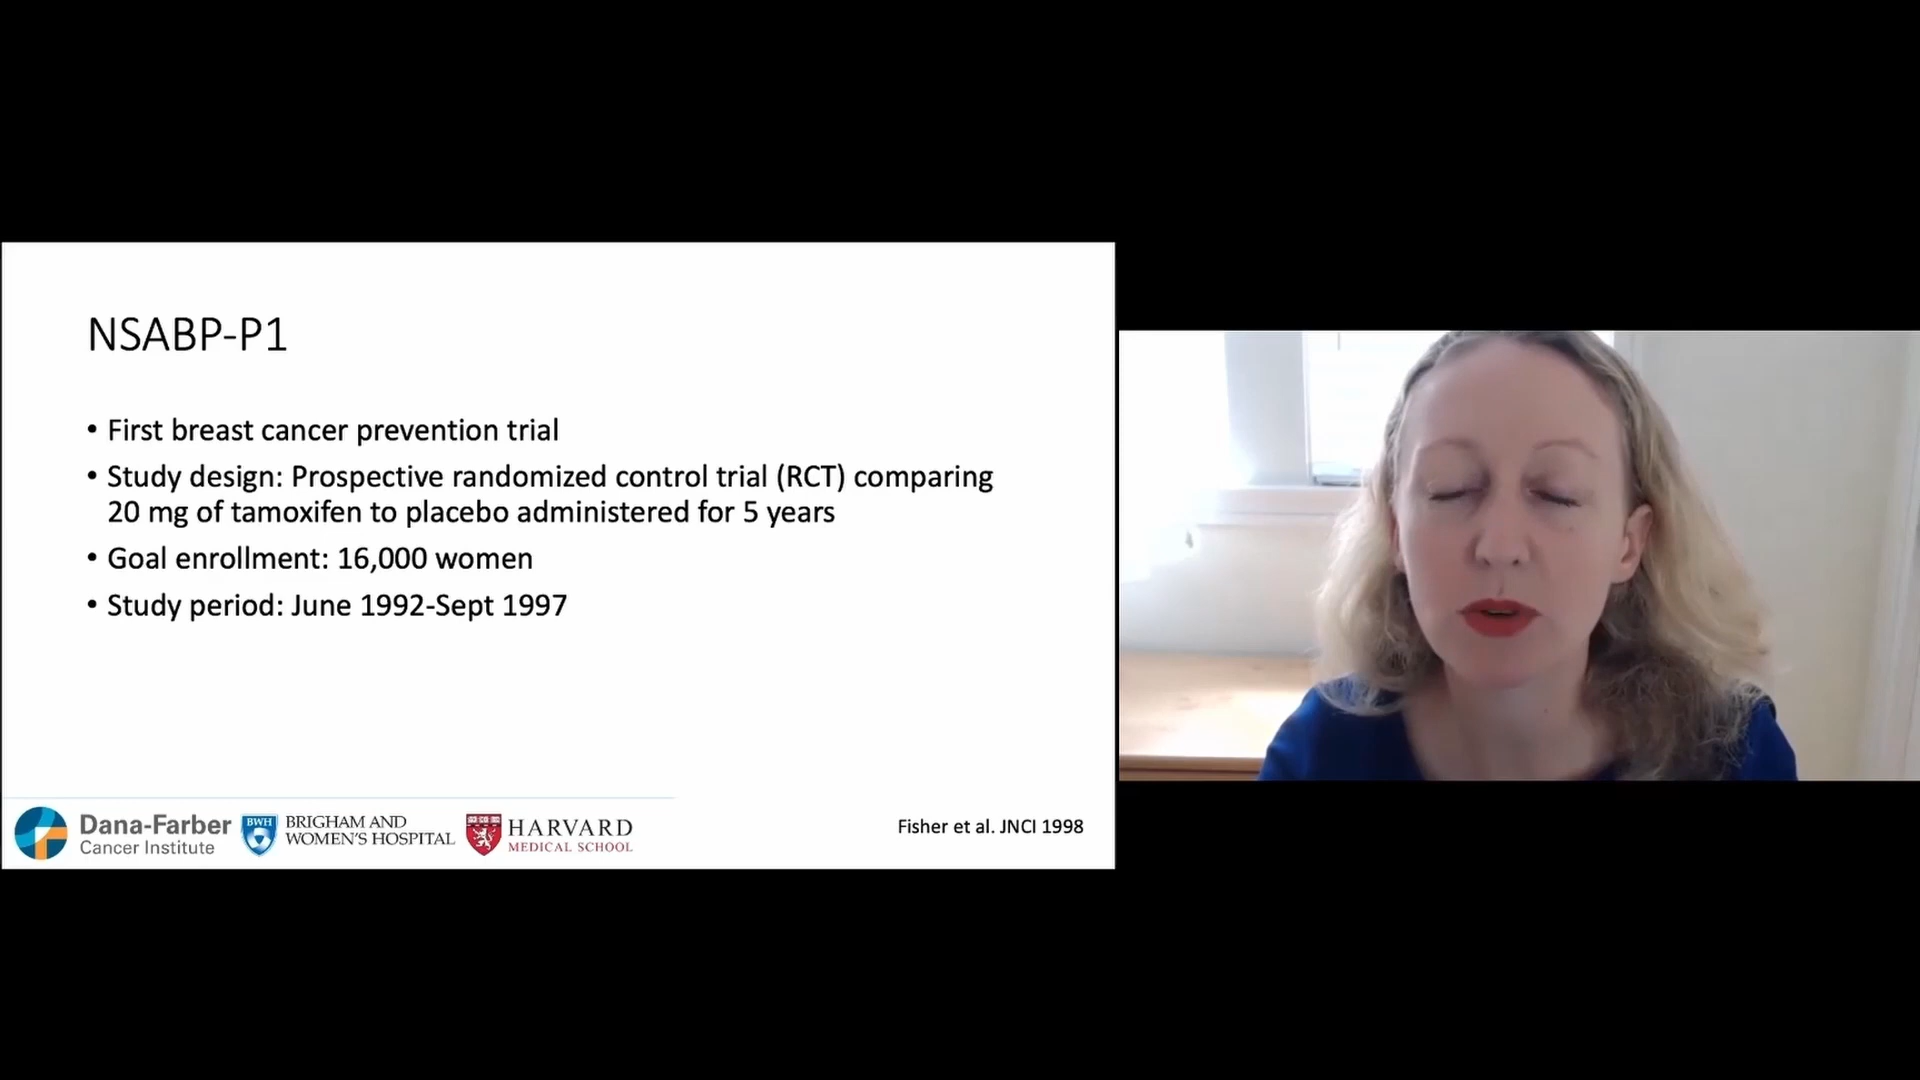 NSABP-P1
• First breast cancer prevention trial
• Study design: Prospective randomized control trial (RCT) comparing
20 mg of tamoxifen to placebo administered for 5 years
• Goal enrollment: 16,000 women
• Study period: June 1992-Sept 1997
Dana-Farber
Cancer Institute
BWH
BRIGHAM AND
WOMEN'S HOSPITAL
HARVARD
MEDICAL SCHOOL
Fisher et al. JNCI 1998